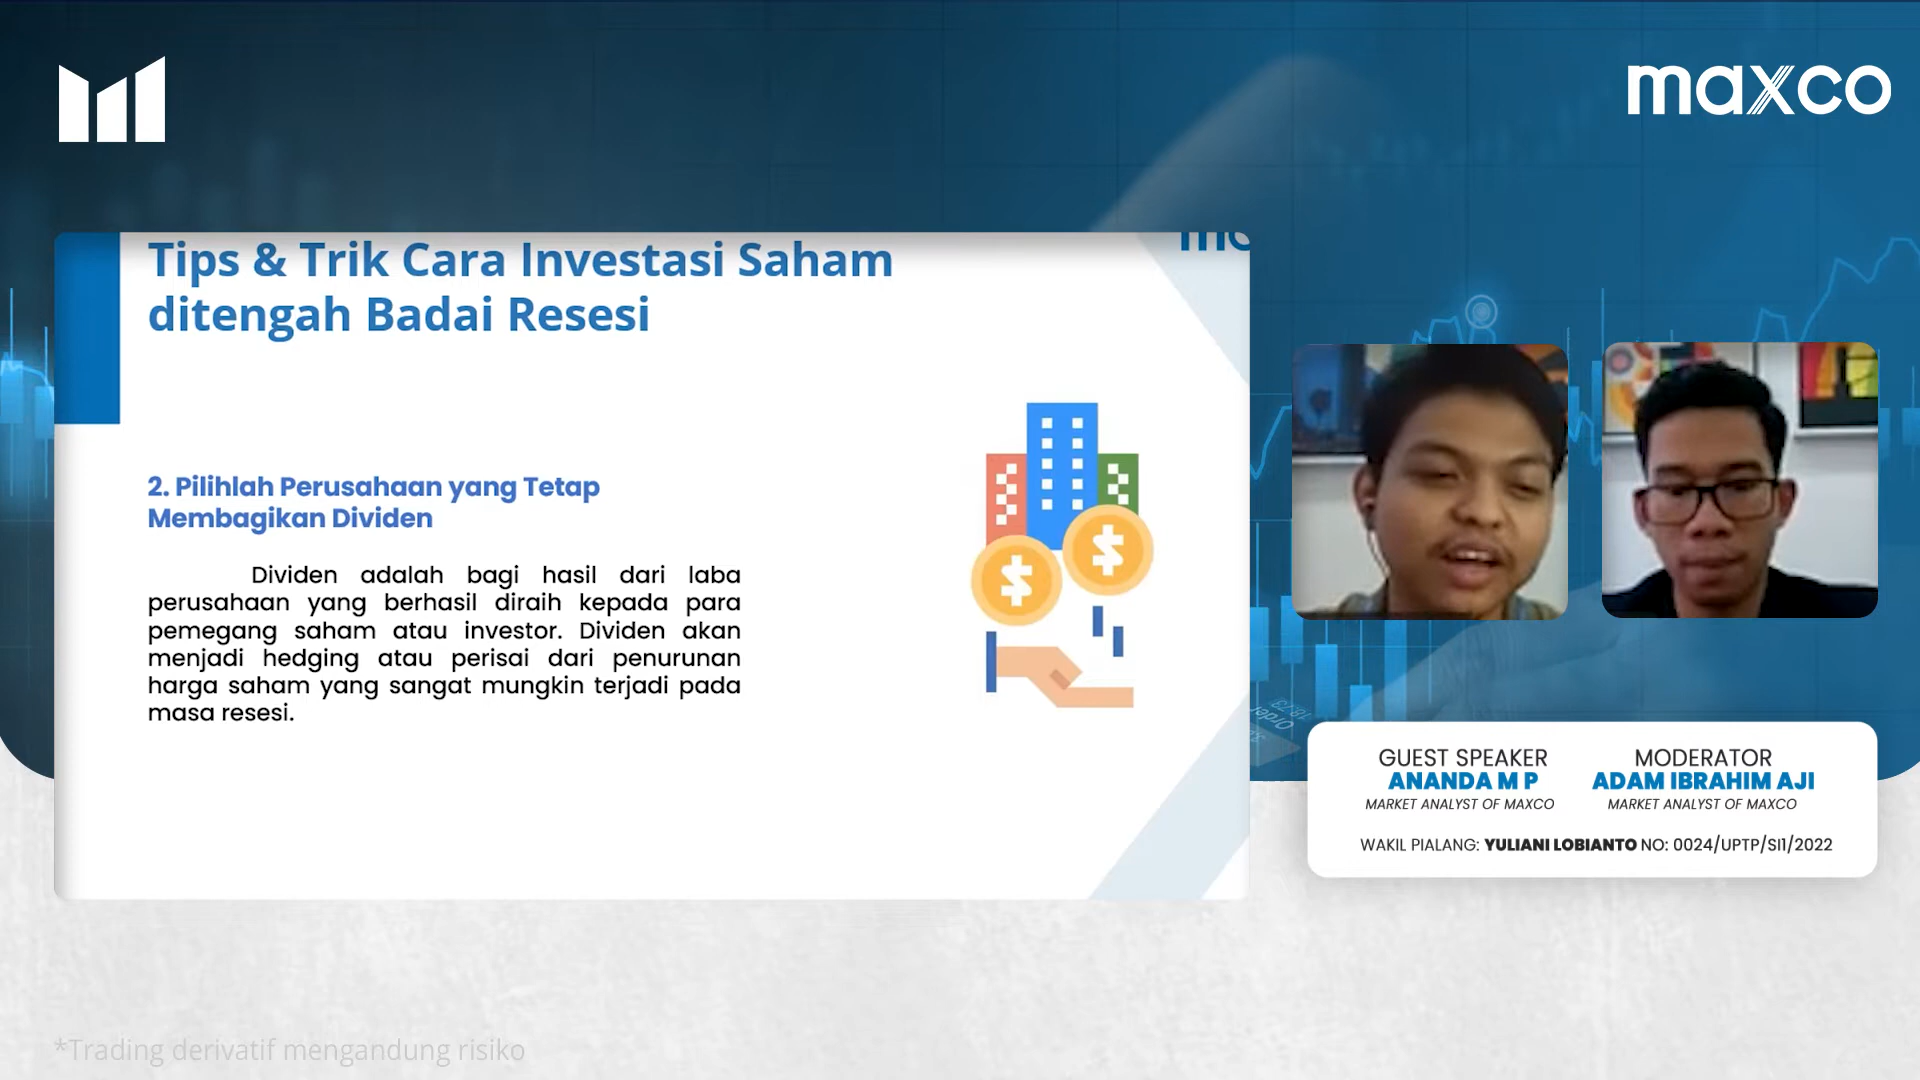 maxco
Tips & Trik Cara Investasi Saham
ditengah Badai Resesi
2. Pilihlah Perusahaan yang Tetap
Membagikan Dividen
Dividen adalah bagi hasil dari laba
perusahaan yang berhasil diraih kepada para
pemegang saham atau investor. Dividen akan
menjadi hedging atau perisai dari penurunan
harga saham yang sangat mungkin terjadi pada
masa resesi.
Order
GUEST SPEAKER
ANANDA M P
MARKET ANALYST OF MAXCO
MODERATOR
ADAM IBRAHIM AJI
MARKET ANALYST OF MAXCO
WAKIL PIALANG: YULIANI LOBIANTO NO: 0024/UPTP/SI1/2022
*Trading derivatif mengandung risiko